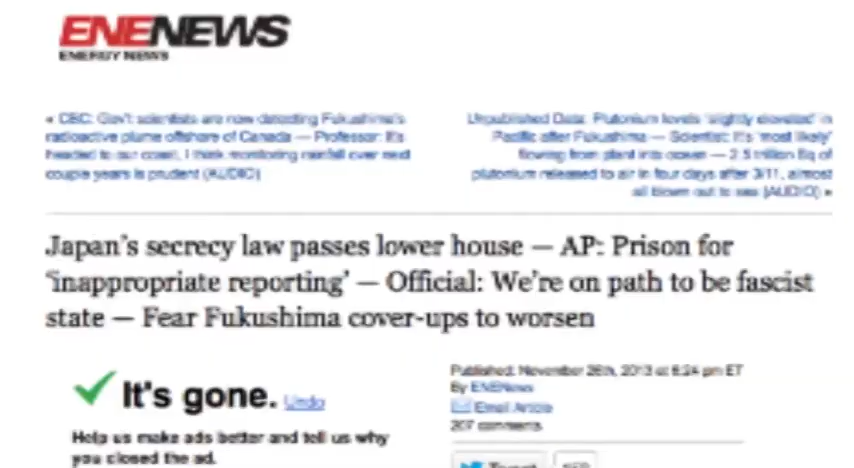 ENENEWS
ENERGY NEWS
« CBC: Gov't scientists are now detecting Fukushima's
radioactive plume offshore of Canada — Professor: It's
headed to our coast, I think monitoring rainfall over next
couple years is prudent (AUDIO)
Unpublished Data: Plutonium levels 'slightly elevated' in
Pacific after Fukushima — Scientist: It's 'most likely'
flowing from plant into ocean — 2.5 trillion Bq of
plutonium released to air in four days after 3/11, almost
all blown out to sea (AUDIO) »
Japan's secrecy law passes lower house — AP: Prison for
'inappropriate reporting' — Official: We're on path to be fascist
state — Fear Fukushima cover-ups to worsen
It's gone. Undo
Help us make ads better and tell us why
you closed the ad.
Published: November 26th, 2013 at 6:24 pm ET
By ENENews
Email Article
207 comments
Tweet